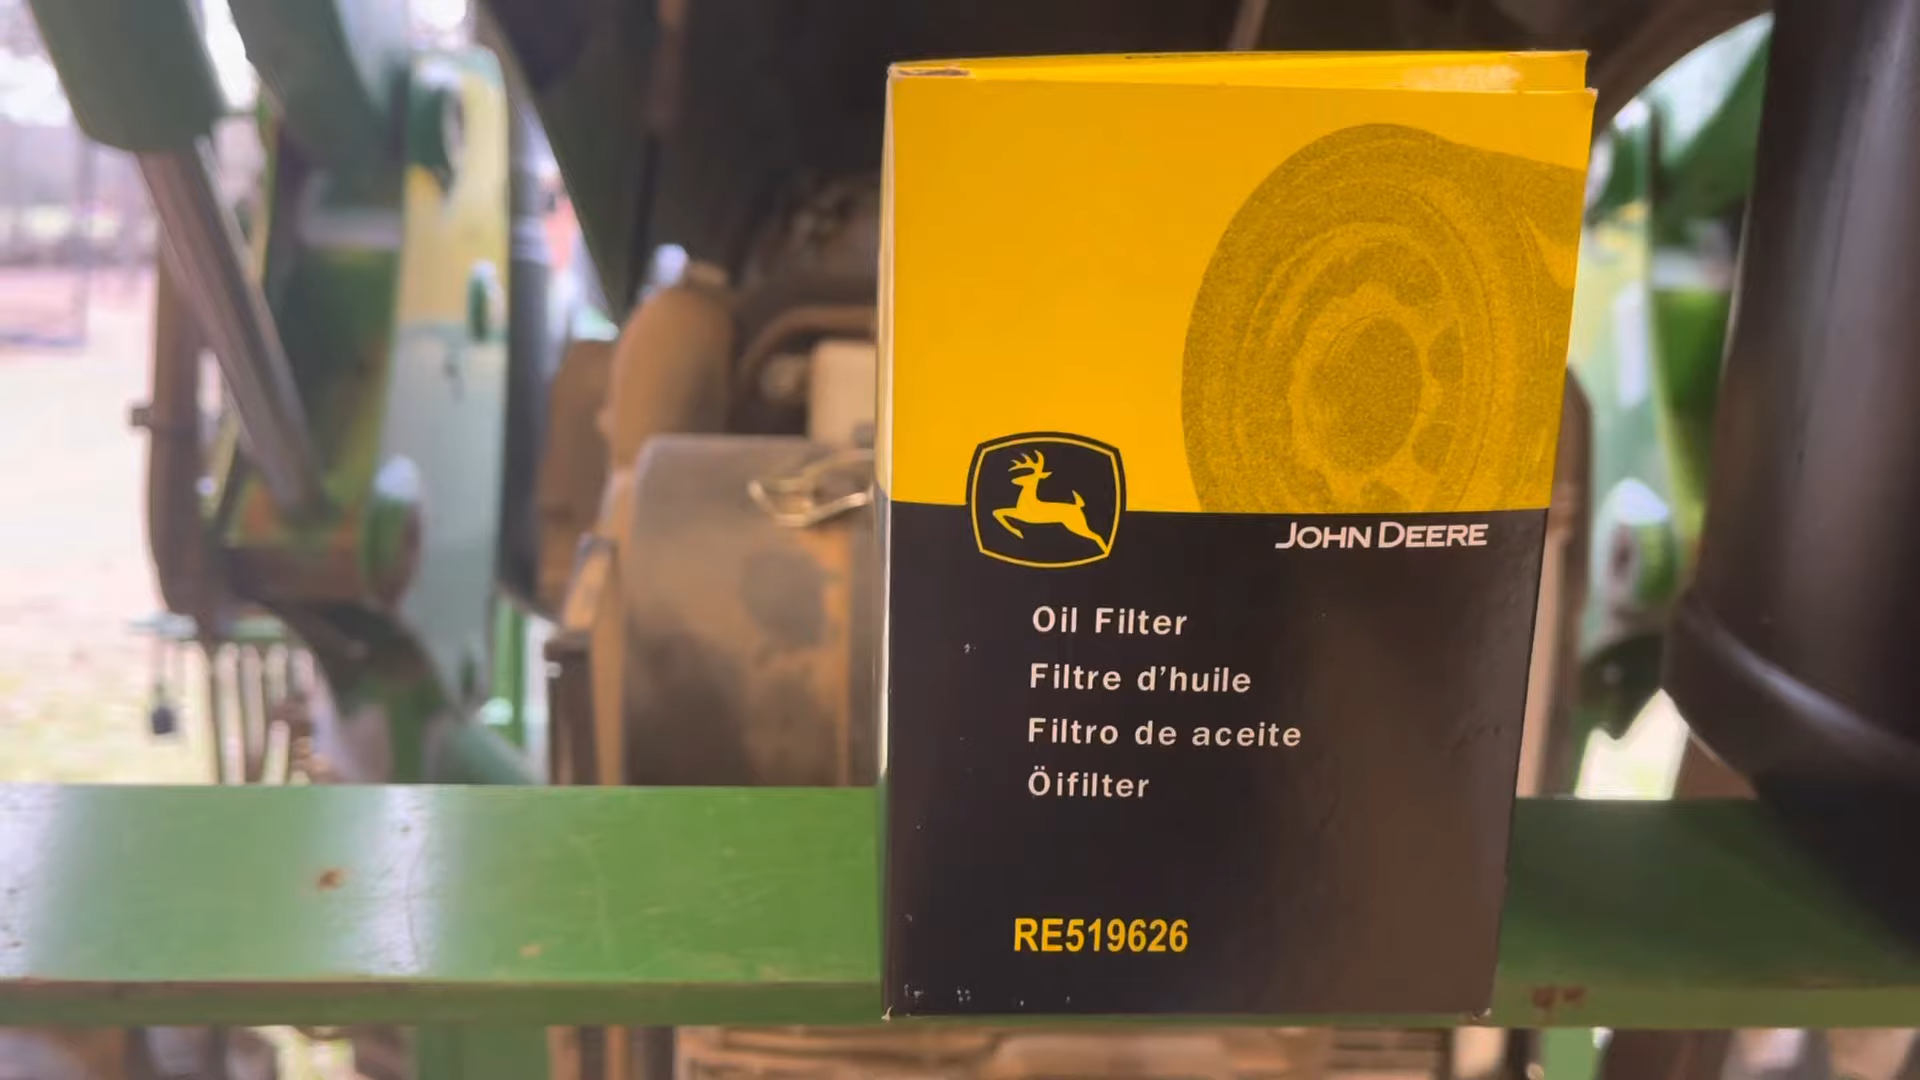 JOHN DEERE
Oil Filter
Filtre d'huile
Filtro de aceite
Öifilter
RE519626